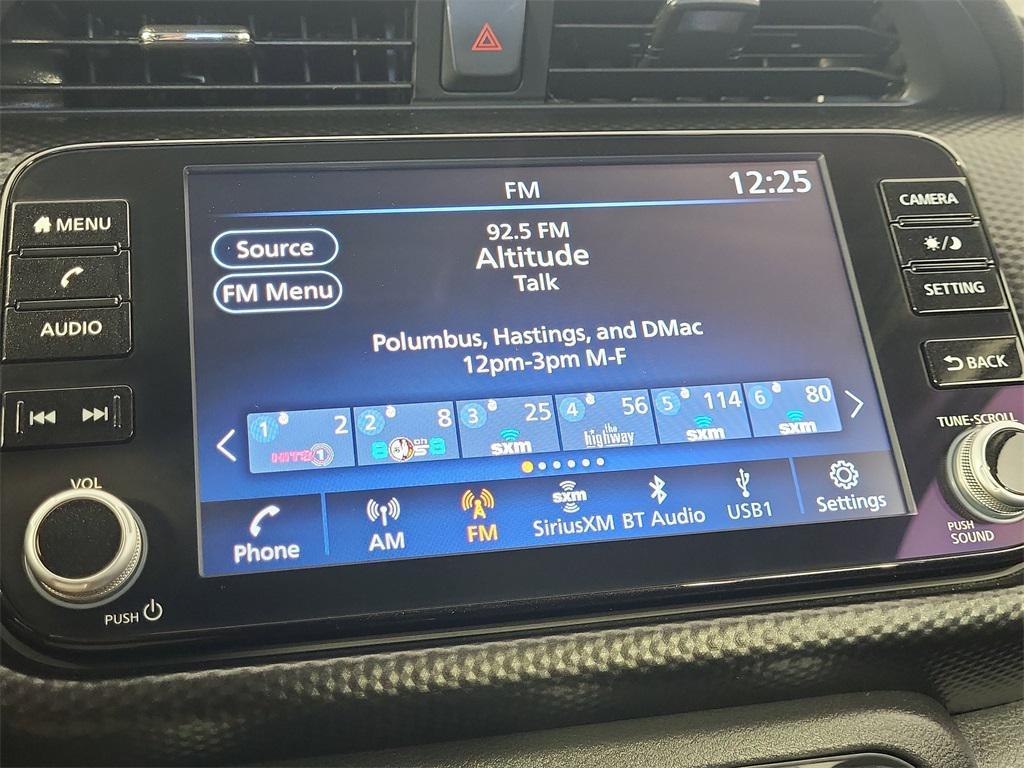 FM
12:25
MENU
AUDIO
VOL
PUSH
Source
FM Menu
92.5 FM
Altitude
Talk
Polumbus, Hastings, and DMac
12pm-3pm M-F
1 2
HITS 1
2 8
3 25
sxm
4 56
the
highway
5 114
sxm
6 80
sxm
Phone
AM
FM
sxm
SiriusXM
BT Audio
USB1
Settings
CAMERA
SETTING
BACK
TUNE-SCROLL
PUSH
SOUND